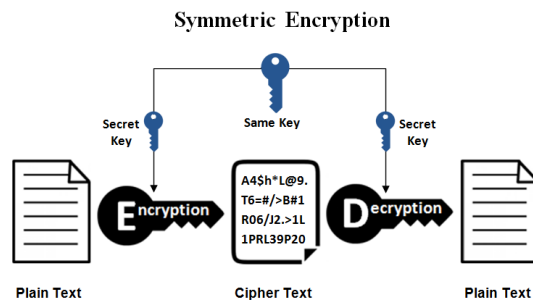 Symmetric Encryption
Secret
Key
Same Key
Secret
Key
A4$h*L@9.
T6=#/>B#1
R06/J2.>1L
1PRL39P20
Encryption
Decryption
Plain Text
Cipher Text
Plain Text